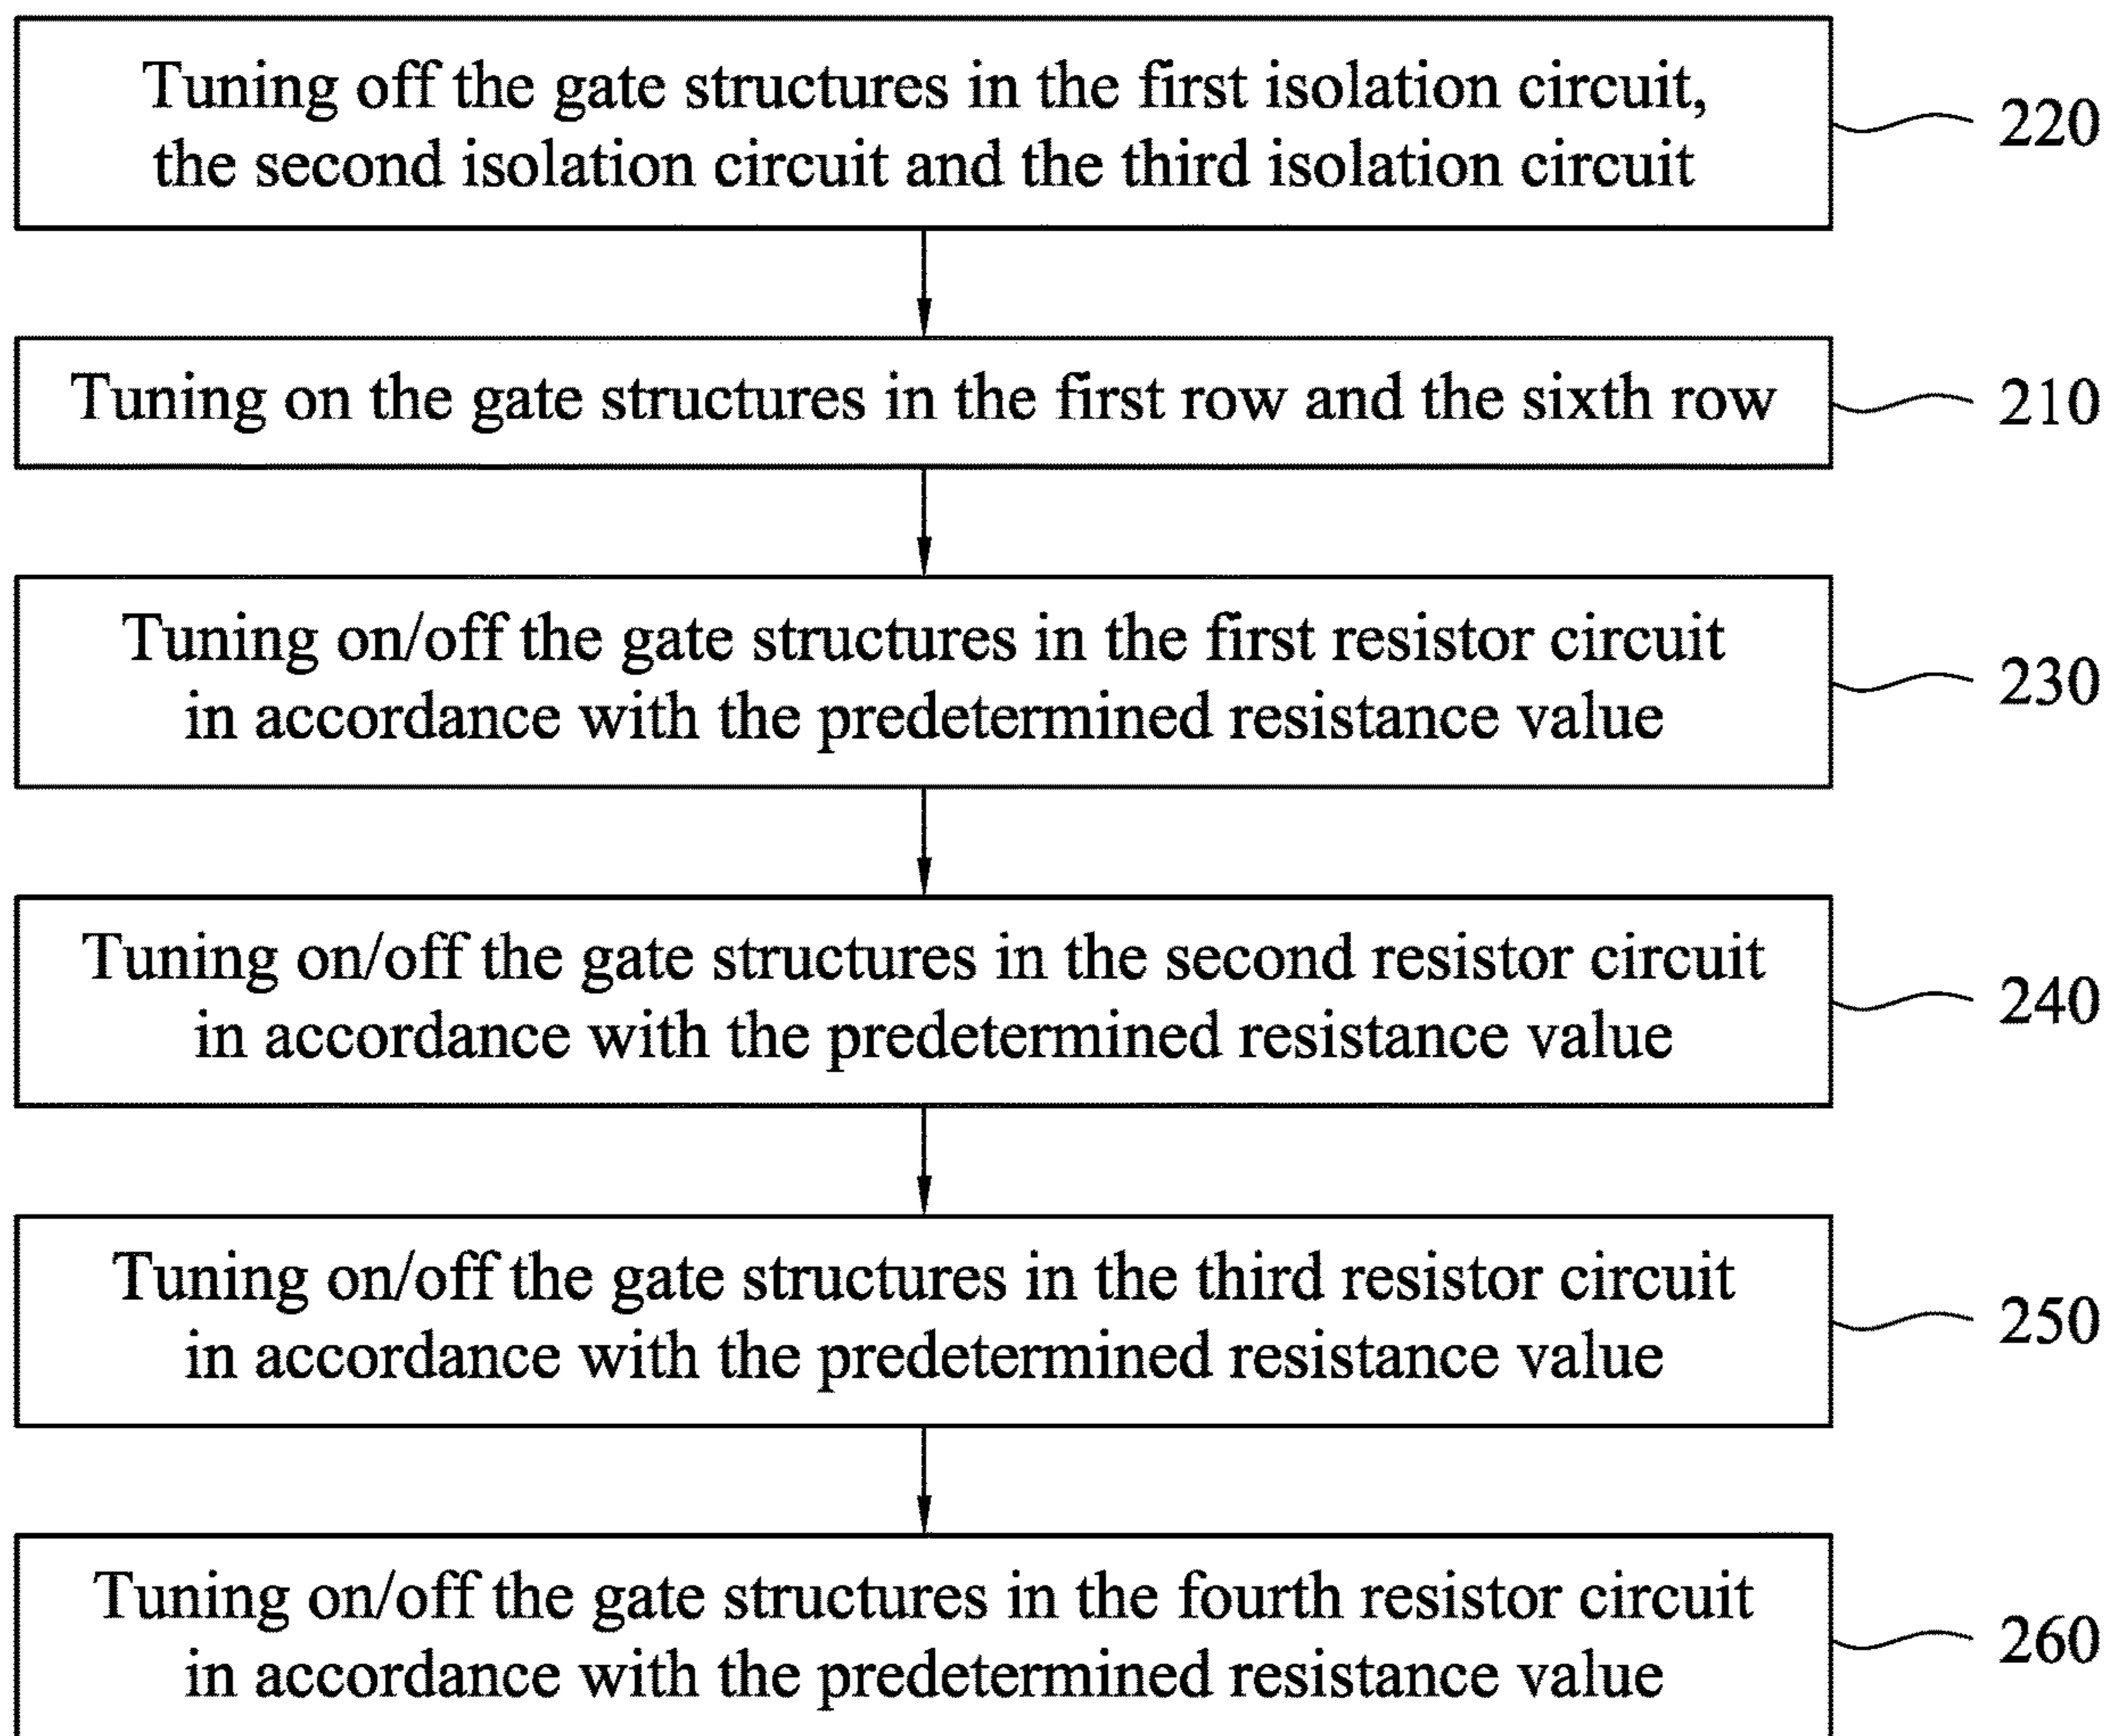 Tuning off the gate structures in the first isolation circuit,
the second isolation circuit and the third isolation circuit
220
Tuning on the gate structures in the first row and the sixth row
210
Tuning on/off the gate structures in the first resistor circuit
in accordance with the predetermined resistance value
230
Tuning on/off the gate structures in the second resistor circuit
in accordance with the predetermined resistance value
240
Tuning on/off the gate structures in the third resistor circuit
in accordance with the predetermined resistance value
250
Tuning on/off the gate structures in the fourth resistor circuit
in accordance with the predetermined resistance value
260